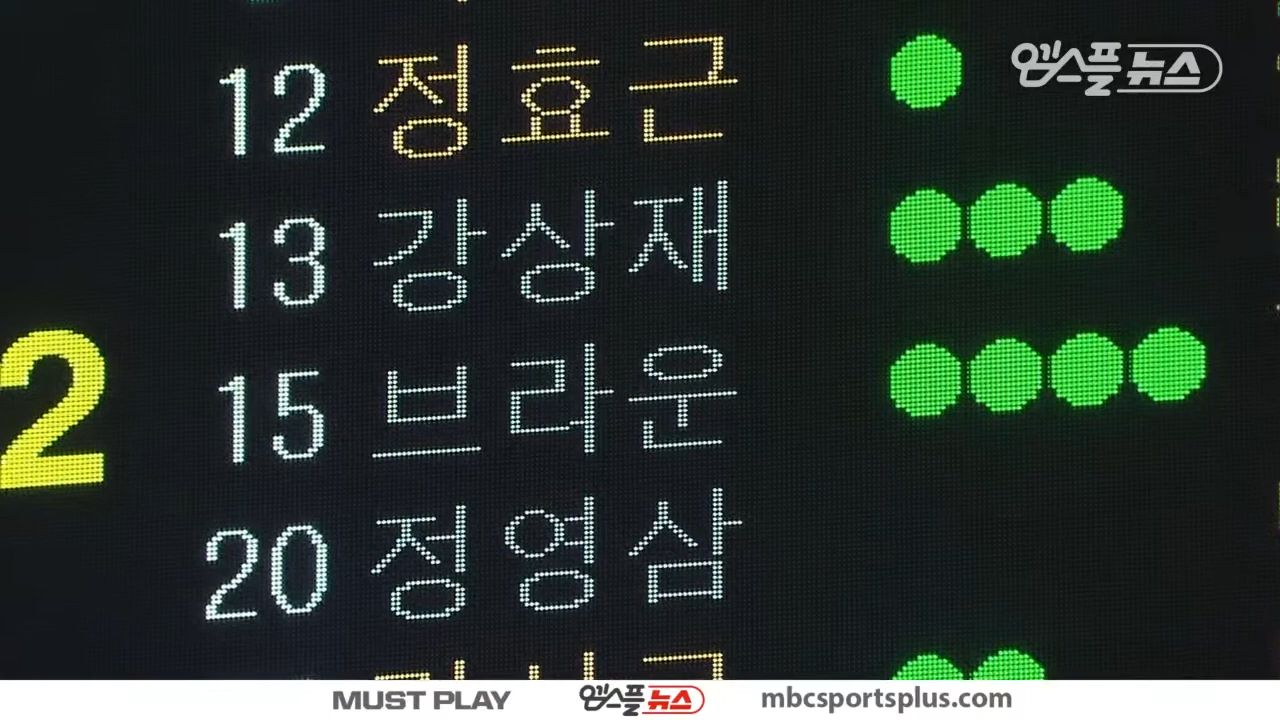 엠스플 뉴스
12 정효근
13 강상재
2
15 브라운
20 정영삼
MUST PLAY 엠스플 뉴스 mbcsportsplus.com